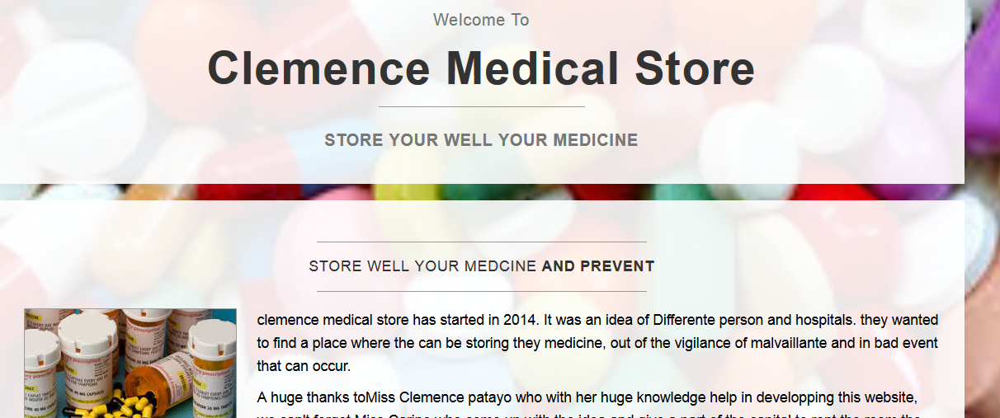 Welcome To
Clemence Medical Store
STORE YOUR WELL YOUR MEDICINE
STORE WELL YOUR MEDCINE AND PREVENT
clemence medical store has started in 2014. It was an idea of Differente person and hospitals. they wanted
to find a place where the can be storing they medicine, out of the vigilance of malvaillante and in bad event
that can occur.
A huge thanks toMiss Clemence patayo who with her huge knowledge help in developping this website,